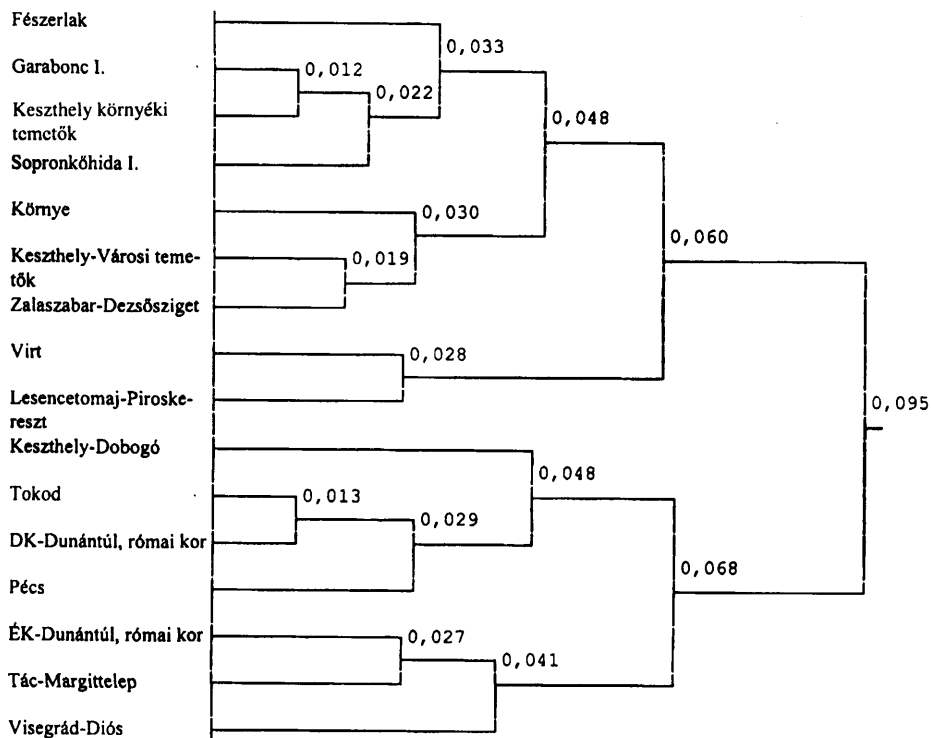 Fészerlak
0,033
Garabonc I.
0,012
0,022
Keszthely környéki
temetők
0,048
Sopronkőhida I.
Környe
0,030
0,060
Keszthely-Városi teme-
tők
0,019
Zalaszabar-Dezsősziget
Virt
0,028
Lesencetomaj-Piroske-
reszt
0,095
Keszthely-Dobogó
0,048
Tokod
0,013
0,029
DK-Dunántúl, római kor
0,068
Pécs
ÉK-Dunántúl, római kor
0,027
0,041
Tác-Margittelep
Visegrád-Diós